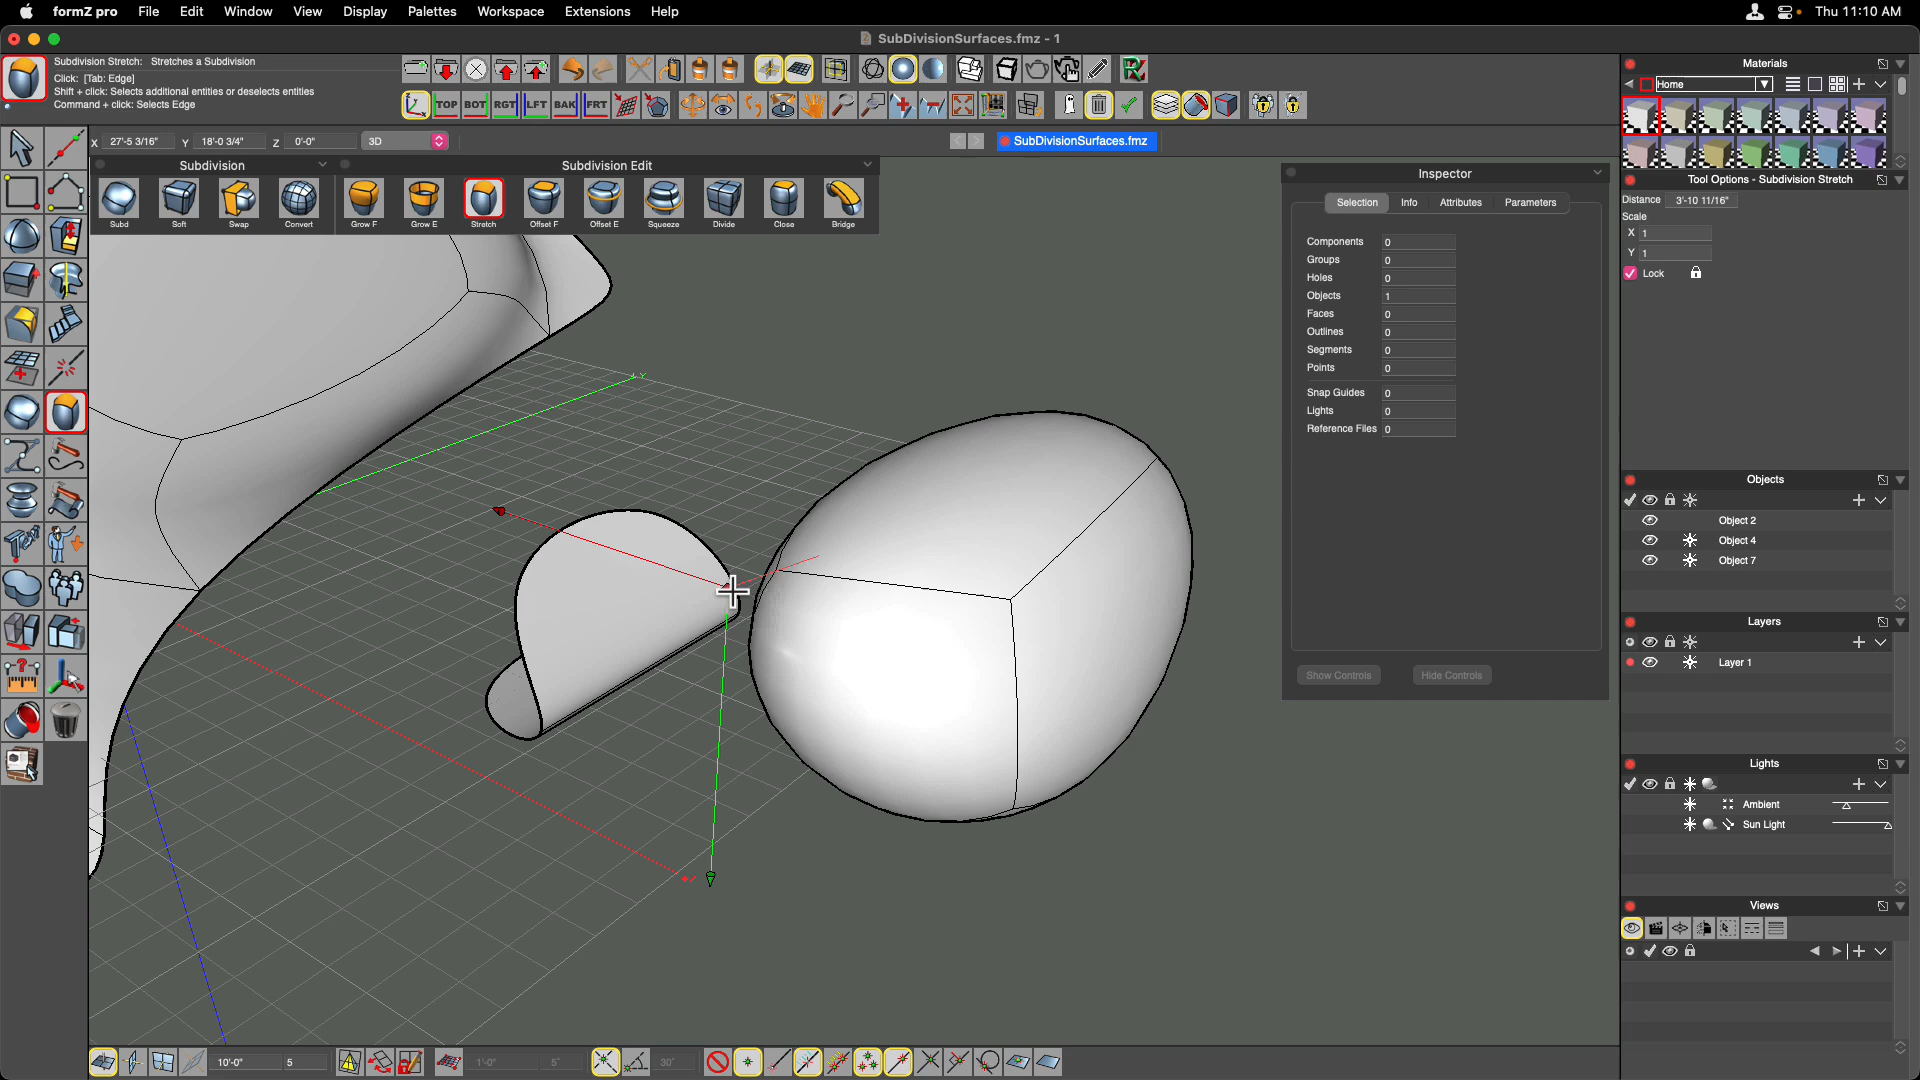 formZ pro File Edit Window View Display Palettes Workspace Extensions Help Thu 11:10 AM
SubDivisionSurfaces.fmz - 1
Subdivision Stretch: Stretches a Subdivision
Click: [Tab: Edge]
Shift + click: Selects additional entities or deselects entities
Command + click: Selects Edge
TOP BOT RGT LFT BAK FRT
X 27'-5 3/16" Y 18'-0 3/4" Z 0'-0" 3D
SubDivisionSurfaces.fmz
Subdivision
Subd Soft Swap Convert
Subdivision Edit
Grow F Grow E Stretch Offset F Offset E Squeeze Divide Close Bridge
Inspector
Selection Info Attributes Parameters
Components 0
Groups 0
Holes 0
Objects 1
Faces 0
Outlines 0
Segments 0
Points 0
Snap Guides 0
Lights 0
Reference Files 0
Show Controls Hide Controls
Materials
Home
Tool Options - Subdivision Stretch
Distance 3'-10 11/16"
Scale
X 1
Y 1
Lock
Objects
Object 2
Object 4
Object 7
Layers
Layer 1
Lights
Ambient
Sun Light
Views
10'-0" 5 1'-0" 5" 30°